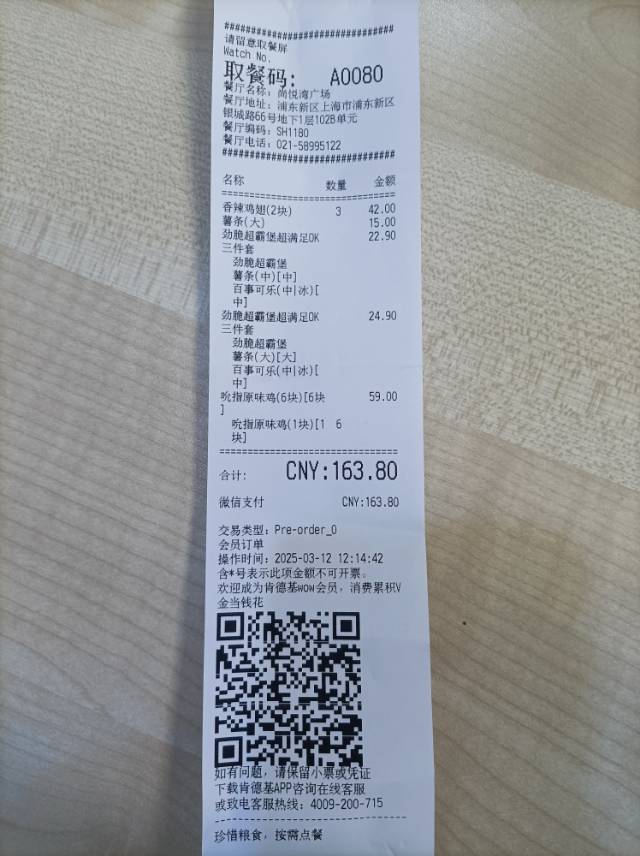 ##################################
请留意取餐屏
Watch No.
取餐码: A0080
餐厅名称: 尚悦湾广场
餐厅地址: 浦东新区上海市浦东新区
银城路66号地下1层102B单元
餐厅编码: SH1180
餐厅电话: 021-58995122
##################################
名称 数量 金额
==================================
香辣鸡翅(2块) 3 42.00
薯条(大) 15.00
劲脆超霸堡超满足OK 22.90
三件套
劲脆超霸堡
薯条(中)[中]
百事可乐(中|冰)[
中]
劲脆超霸堡超满足OK 24.90
三件套
劲脆超霸堡
薯条(大)[大]
百事可乐(中|冰)[
中]
吮指原味鸡(6块)[6块 59.00
]
吮指原味鸡(1块)[1 6
块]
==================================
合计: CNY:163.80
微信支付 CNY:163.80
交易类型: Pre-order_O
会员订单
操作时间: 2025-03-12 12:14:42
含*号表示此项金额不可开票。
欢迎成为肯德基WOW会员, 消费累积V
金当钱花
如有问题, 请保留小票或凭证
下载肯德基APP咨询在线客服
或致电客服热线: 4009-200-715
----------------------------------
珍惜粮食, 按需点餐